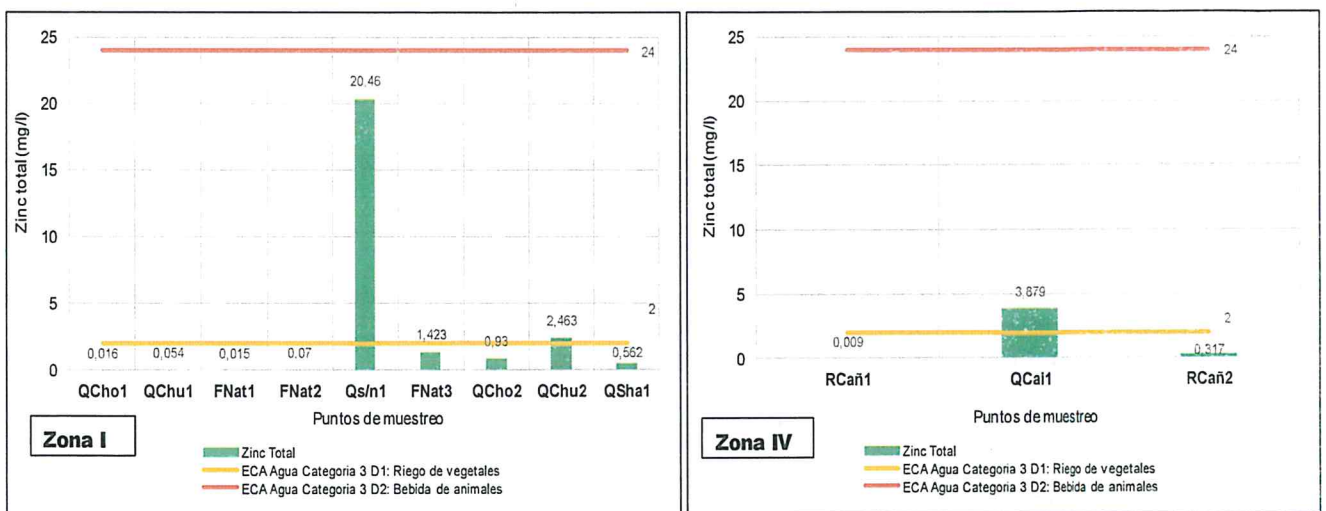 25
20
15
10
5
0
Zinc total (mg/l)
24
20,46
2
0,016
0,054
0,015
0,07
1,423
0,93
2,463
0,562
QCho1 QChu1 FNat1 FNat2 Qs/n1 FNat3 QCho2 QChu2 QSha1
Puntos de muestreo
Zona I
Zinc Total
ECA Agua Categoria 3 D1: Riego de vegetales
ECA Agua Categoria 3 D2: Bebida de animales
25
20
15
10
5
0
Zinc total (mg/l)
24
3,879
2
0,009
0,317
RCañ1 QCal1 RCañ2
Puntos de muestreo
Zona IV
Zinc Total
ECA Agua Categoria 3 D1: Riego de vegetales
ECA Agua Categoria 3 D2: Bebida de animales